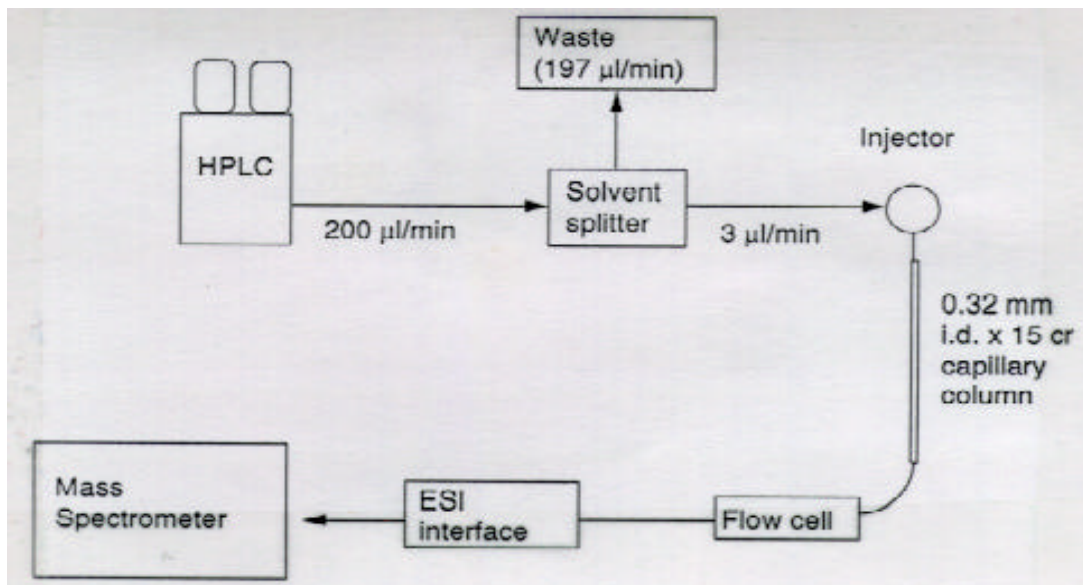 Waste
(197 µl/min)
HPLC
200 µl/min
Solvent
splitter
3 µl/min
Injector
0.32 mm
i.d. x 15 cr
capillary
column
Flow cell
ESI
interface
Mass
Spectrometer